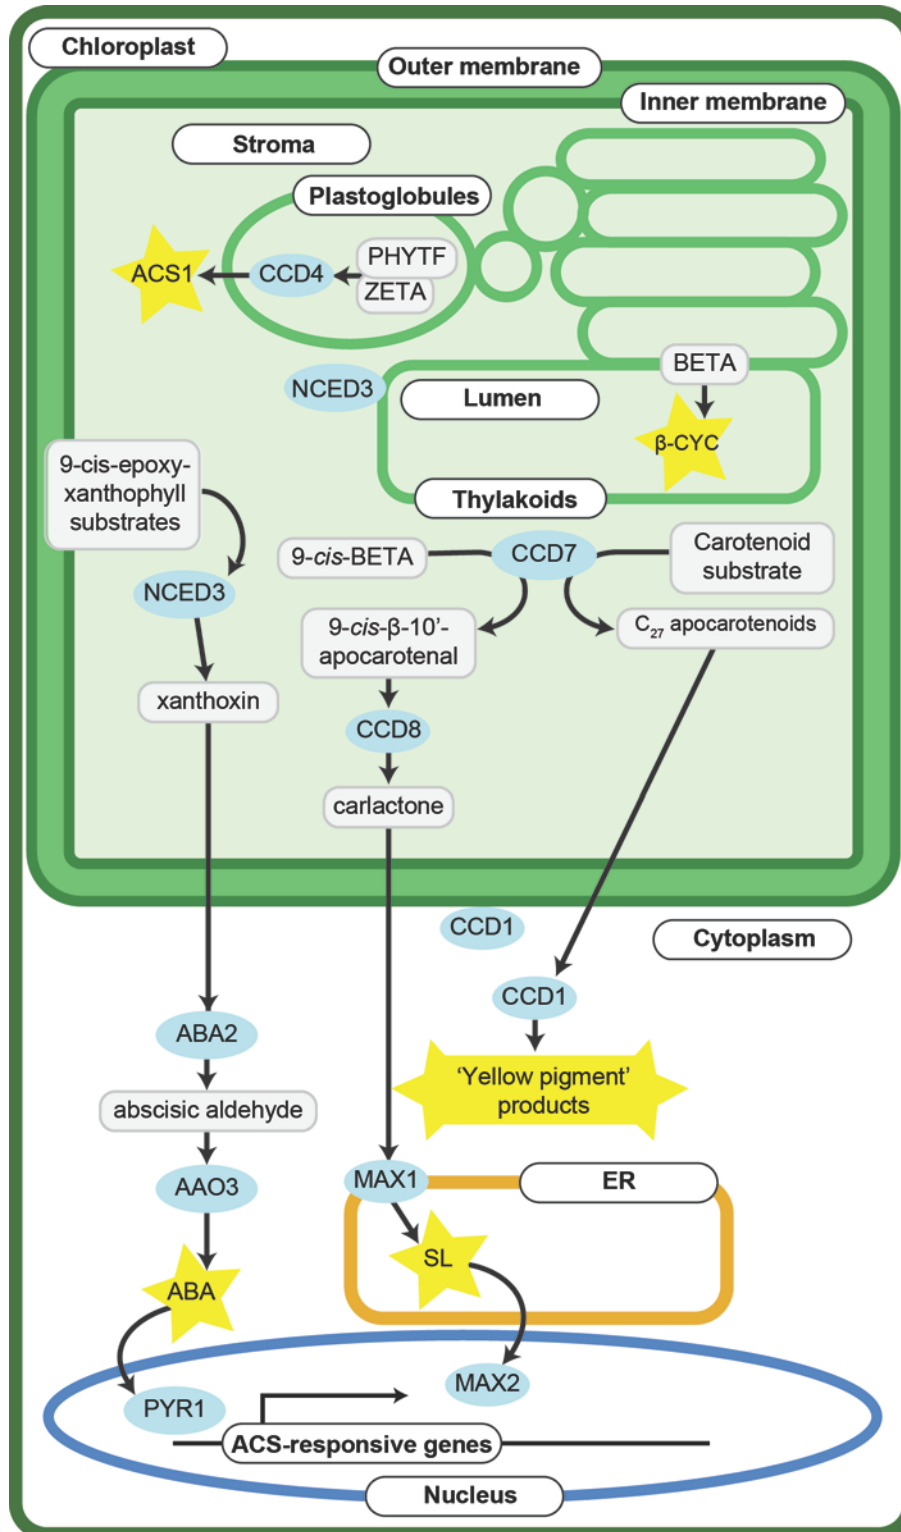 Chloroplast
Outer membrane
Inner membrane
Stroma
Plastoglobules
ACS1
CCD4
PHYTF
ZETA
NCED3
Lumen
BETA
β-CYC
Thylakoids
9-cis-epoxy-
xanthophyll
substrates
NCED3
xanthoxin
9-cis-BETA
CCD7
Carotenoid
substrate
9-cis-β-10’-
apocarotenal
C27 apocarotenoids
CCD8
carlactone
CCD1
Cytoplasm
CCD1
ABA2
‘Yellow pigment’
products
abscisic aldehyde
AAO3
MAX1
ER
SL
ABA
MAX2
PYR1
ACS-responsive genes
Nucleus